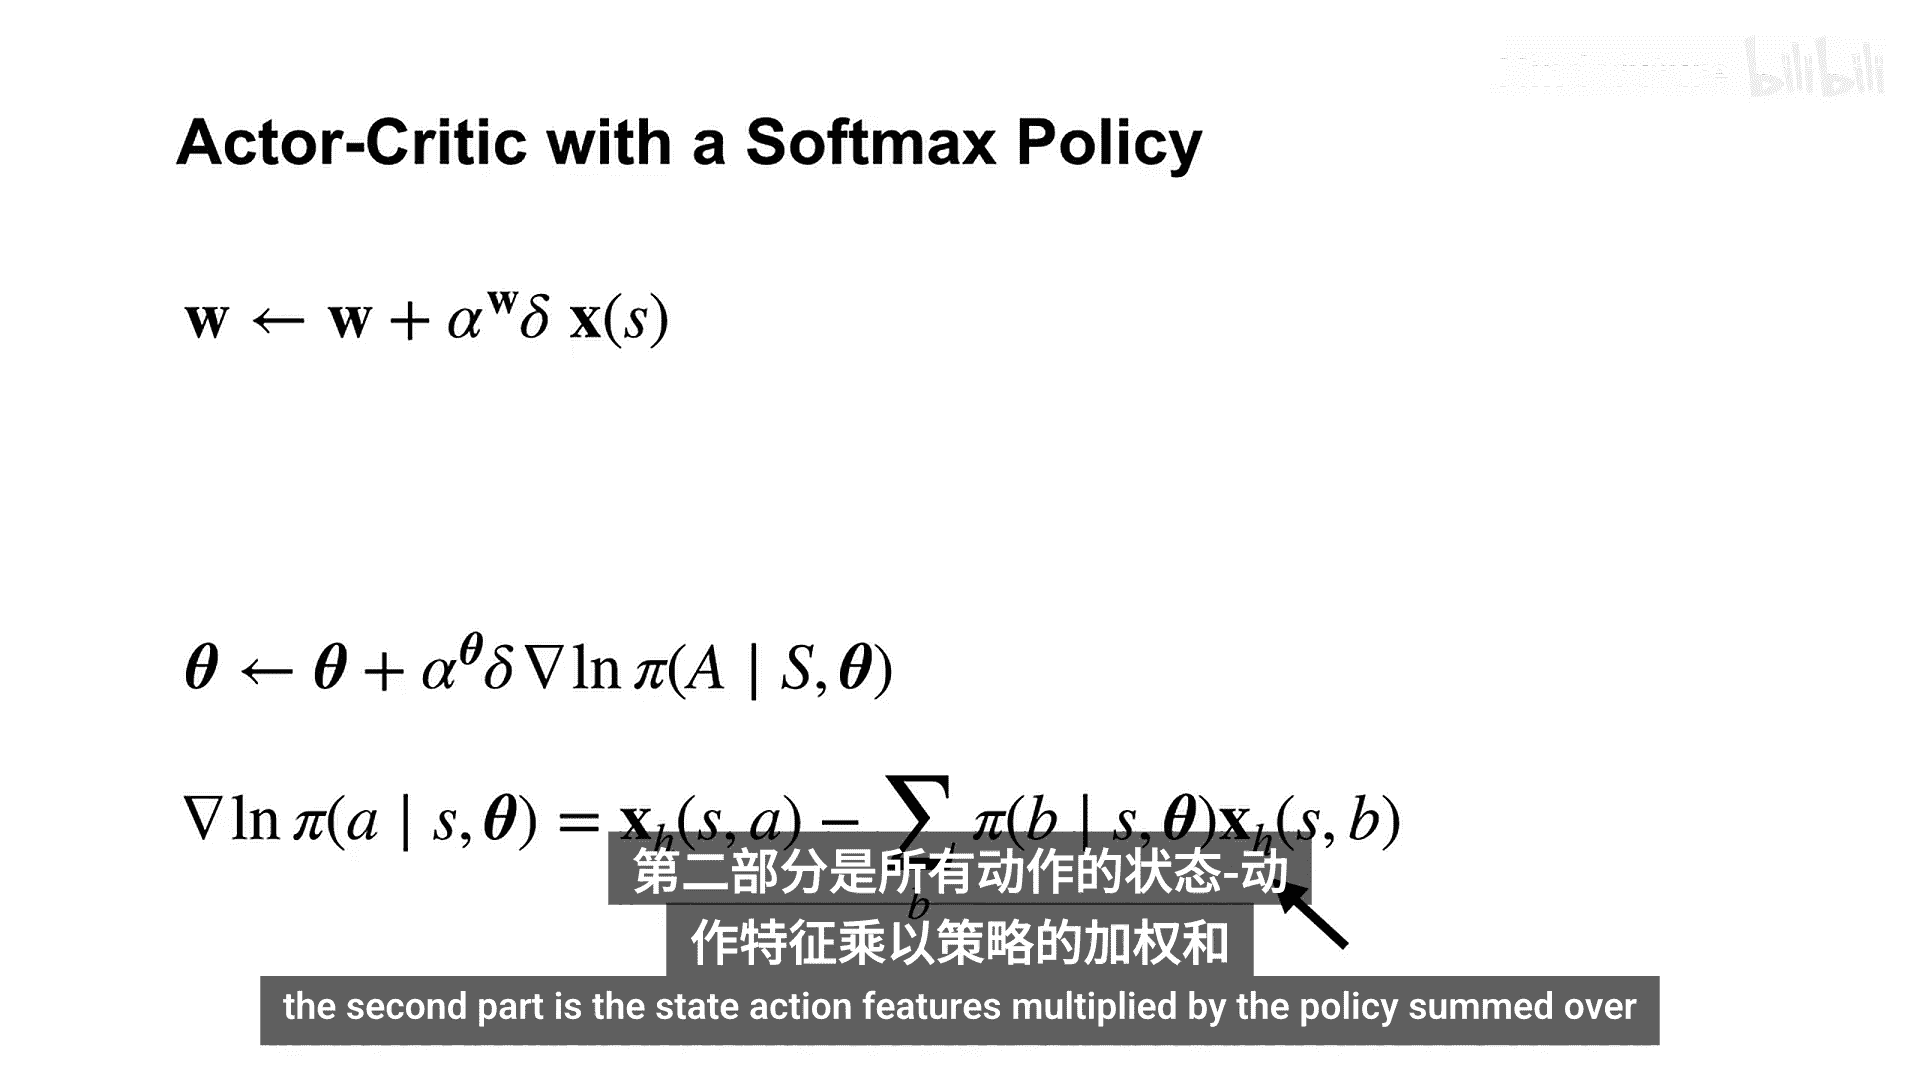 bilibili
Actor-Critic with a Softmax Policy
w ← w + α^w δ x(s)
θ ← θ + α^θ δ ∇ ln π(A | S, θ)
∇ ln π(a | s, θ) = x_h(s, a) − ∑_b π(b | s, θ)x_h(s, b)
第二部分是所有动作的状态-动
作特征乘以策略的加权和
the second part is the state action features multiplied by the policy summed over